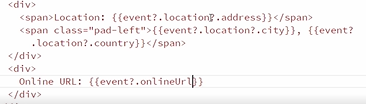 <div>
<span>Location: {{event?.location?.address}}</span>
<span class="pad-left">{{event?.location?.city}}, {{event?
.location?.country}}</span>
</div>
<div>
Online URL: {{event?.onlineUrl}}
</div>